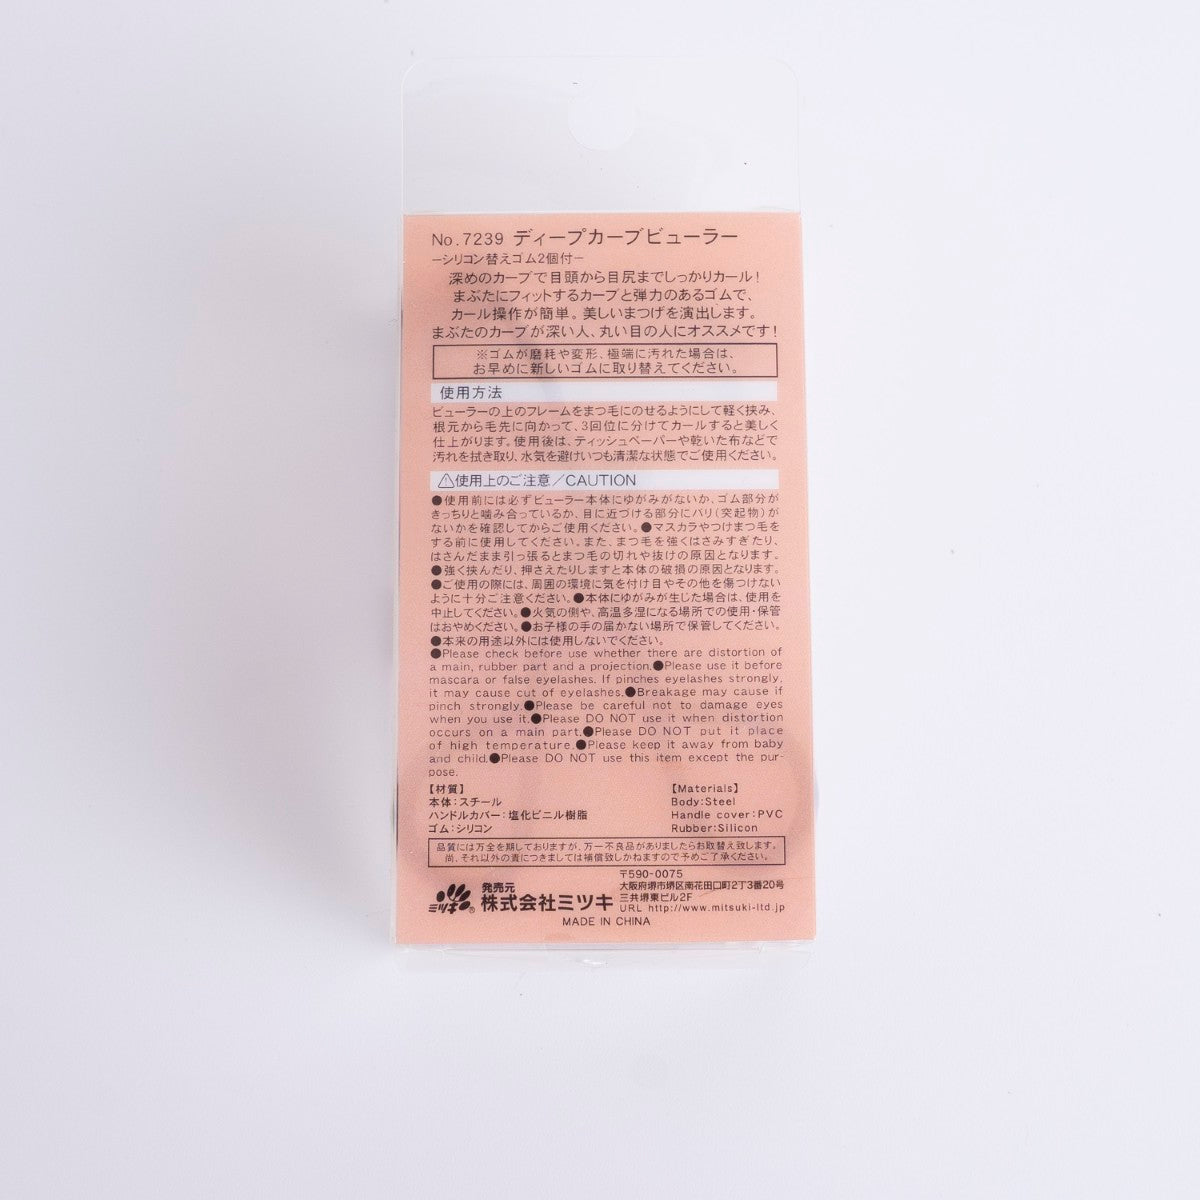 No.7239 ディープカーブビューラー
ーシリコン替えゴム2個付ー
深めのカーブで目頭から目尻までしっかりカール!
まぶたにフィットするカーブと弾力のあるゴムで、
カール操作が簡単。美しいまつげを演出します。
まぶたのカーブが深い人、丸い目の人にオススメです!
※ゴムが磨耗や変形、極端に汚れた場合は、
お早めに新しいゴムに取り替えてください。
使用方法
ビューラーの上のフレームをまつ毛にのせるようにして軽く挟み、
根元から毛先に向かって、3回位に分けてカールすると美しく
仕上がります。使用後は、ティッシュペーパーや乾いた布などで
汚れを拭き取り、水気を避けいつも清潔な状態でご使用ください。
⚠使用上のご注意/CAUTION
●使用前には必ずビューラー本体にゆがみがないか、ゴム部分が
きっちりと噛み合っているか、目に近づける部分にバリ(突起物)が
ないかを確認してからご使用ください。●マスカラやつけまつ毛を
する前に使用してください。また、まつ毛を強くはさみすぎたり、
はさんだまま引っ張るとまつ毛の切れや抜けの原因となります。
●強く挟んだり、押さえたりしますと本体の破損の原因となります。
●ご使用の際には、周囲の環境に気を付け目やその他を傷つけない
ように十分ご注意ください。●本体にゆがみが生じた場合は、使用を
中止してください。●火気の側や、高温多湿になる場所での使用・保管
はおやめください。●お子様の手の届かない場所で保管してください。
●本来の用途以外には使用しないでください。
●Please check before use whether there are distortion of
a main, rubber part and a projection.●Please use it before
mascara or false eyelashes. If pinches eyelashes strongly,
it may cause cut of eyelashes.●Breakage may cause if
pinch strongly.●Please be careful not to damage eyes
when you use it.●Please DO NOT use it when distortion
occurs on a main part.●Please DO NOT put it place
of high temperature.●Please keep it away from baby
and child.●Please DO NOT use this item except the pur-
pose.
【材質】
本体:スチール
ハンドルカバー:塩化ビニル樹脂
ゴム:シリコン
【Materials】
Body:Steel
Handle cover:PVC
Rubber:Silicon
品質には万全を期しておりますが、万一不良品がありましたらお取替え致します。
尚、それ以外の責につきましては補償致しかねますので予めご了承ください。
ミツキ®
発売元
株式会社ミツキ
〒590-0075
大阪府堺市堺区南花田口町2丁3番20号
三共堺東ビル2F
URL http://www.mitsuki-ltd.jp
MADE IN CHINA